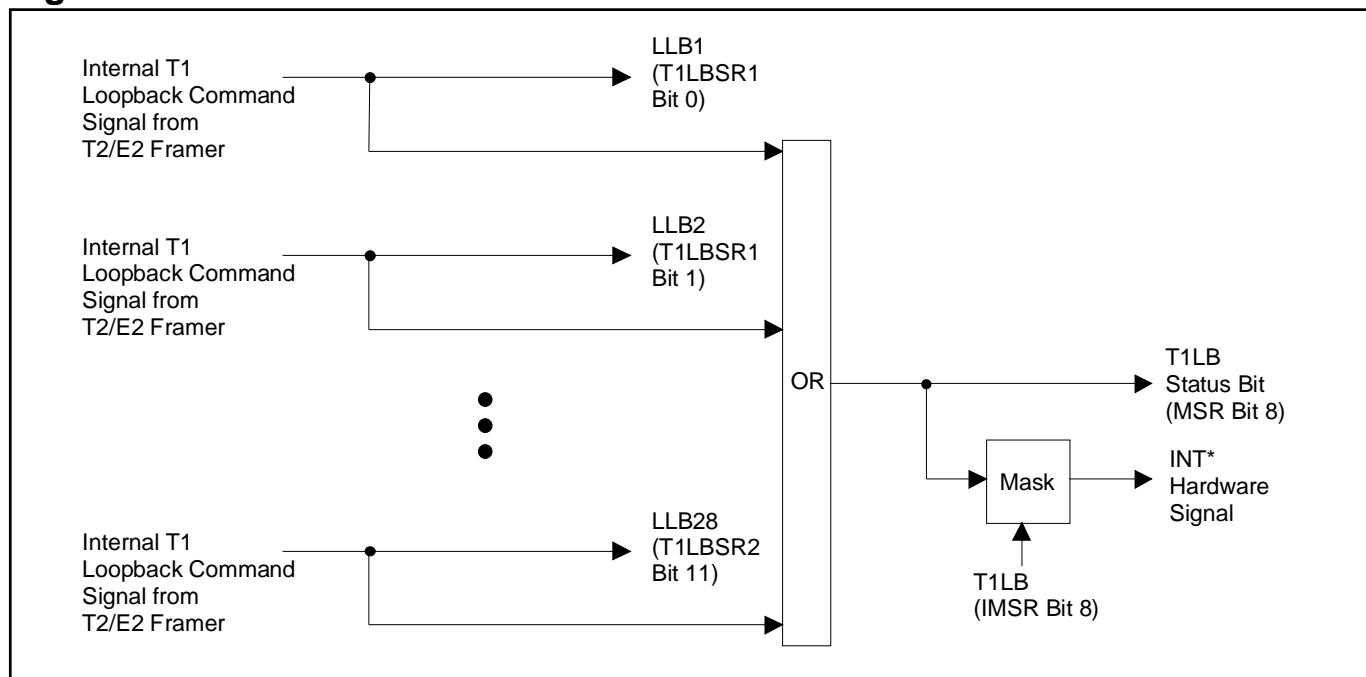 Internal T1
Loopback Command
Signal from
T2/E2 Framer
LLB1
(T1LBSR1
Bit 0)
Internal T1
Loopback Command
Signal from
T2/E2 Framer
LLB2
(T1LBSR1
Bit 1)
OR
T1LB
Status Bit
(MSR Bit 8)
Mask
INT*
Hardware
Signal
T1LB
(IMSR Bit 8)
Internal T1
Loopback Command
Signal from
T2/E2 Framer
LLB28
(T1LBSR2
Bit 11)